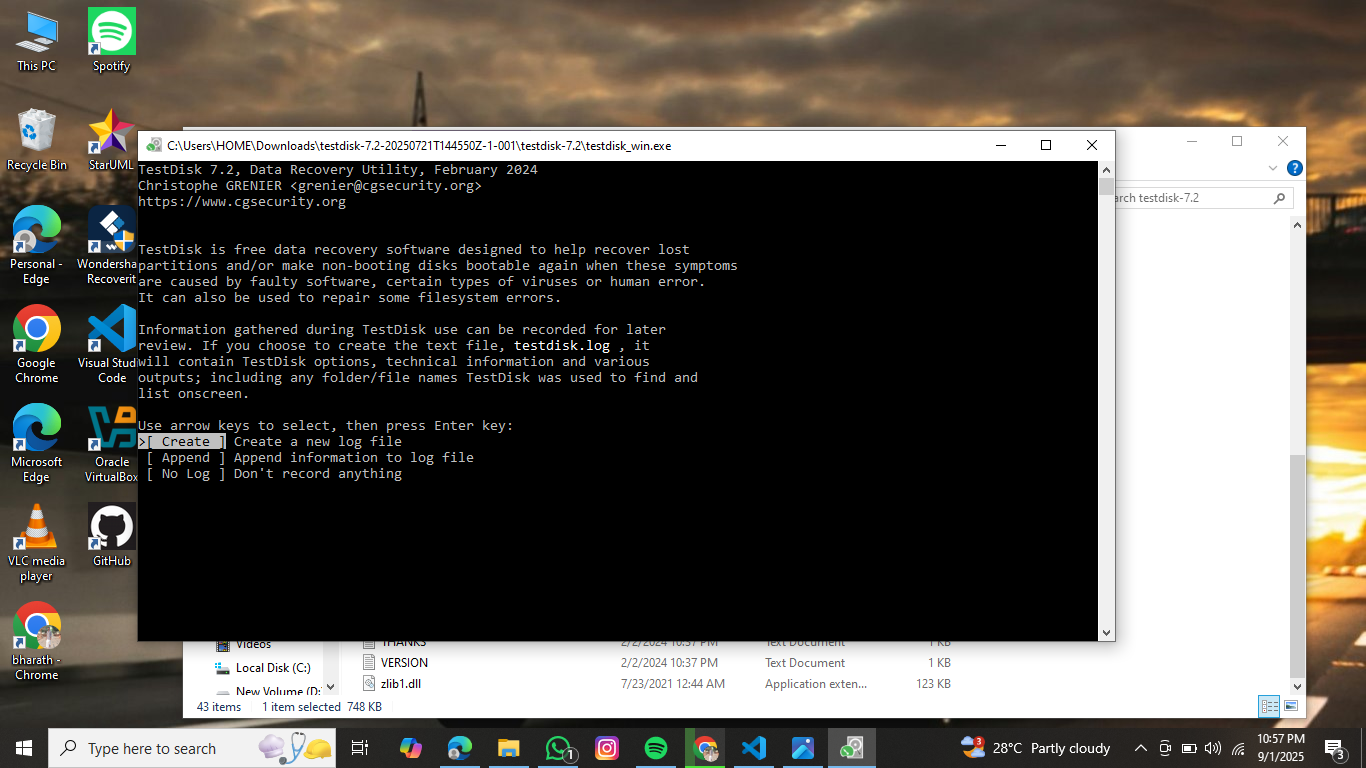 This PC
Spotify
Recycle Bin
StarUML
Personal -
Edge
Wondersha
Recoverit
Google
Chrome
Visual Studi
Code
Microsoft
Edge
Oracle
VirtualBox
VLC media
player
GitHub
bharath -
Chrome
C:\Users\HOME\Downloads\testdisk-7.2-20250721T144550Z-1-001\testdisk-7.2\testdisk_win.exe
TestDisk 7.2, Data Recovery Utility, February 2024
Christophe GRENIER <grenier@cgsecurity.org>
https://www.cgsecurity.org
TestDisk is free data recovery software designed to help recover lost
partitions and/or make non-booting disks bootable again when these symptoms
are caused by faulty software, certain types of viruses or human error.
It can also be used to repair some filesystem errors.
Information gathered during TestDisk use can be recorded for later
review. If you choose to create the text file, testdisk.log , it
will contain TestDisk options, technical information and various
outputs; including any folder/file names TestDisk was used to find and
list onscreen.
Use arrow keys to select, then press Enter key:
>[ Create ] Create a new log file
[ Append ] Append information to log file
[ No Log ] Don't record anything
arch testdisk-7.2
Videos
Local Disk (C:)
New Volume (D:
THANKS 2/2/2024 10:37 PM Text Document 1 KB
VERSION 2/2/2024 10:37 PM Text Document 1 KB
zlib1.dll 7/23/2021 12:44 AM Application exten... 123 KB
43 items 1 item selected 748 KB
Type here to search
1
3
28°C Partly cloudy
10:57 PM
9/1/2025
3